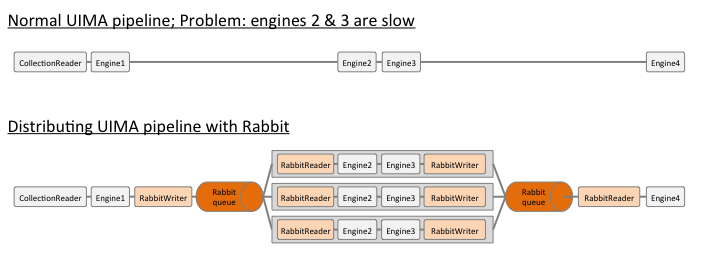 Normal UIMA pipeline; Problem: engines 2 & 3 are slow
CollectionReader Engine1 Engine2 Engine3 Engine4
Distributing UIMA pipeline with Rabbit
RabbitReader Engine2 Engine3 RabbitWriter
CollectionReader Engine1 RabbitWriter Rabbit queue RabbitReader Engine2 Engine3 RabbitWriter Rabbit queue RabbitReader Engine4
RabbitReader Engine2 Engine3 RabbitWriter